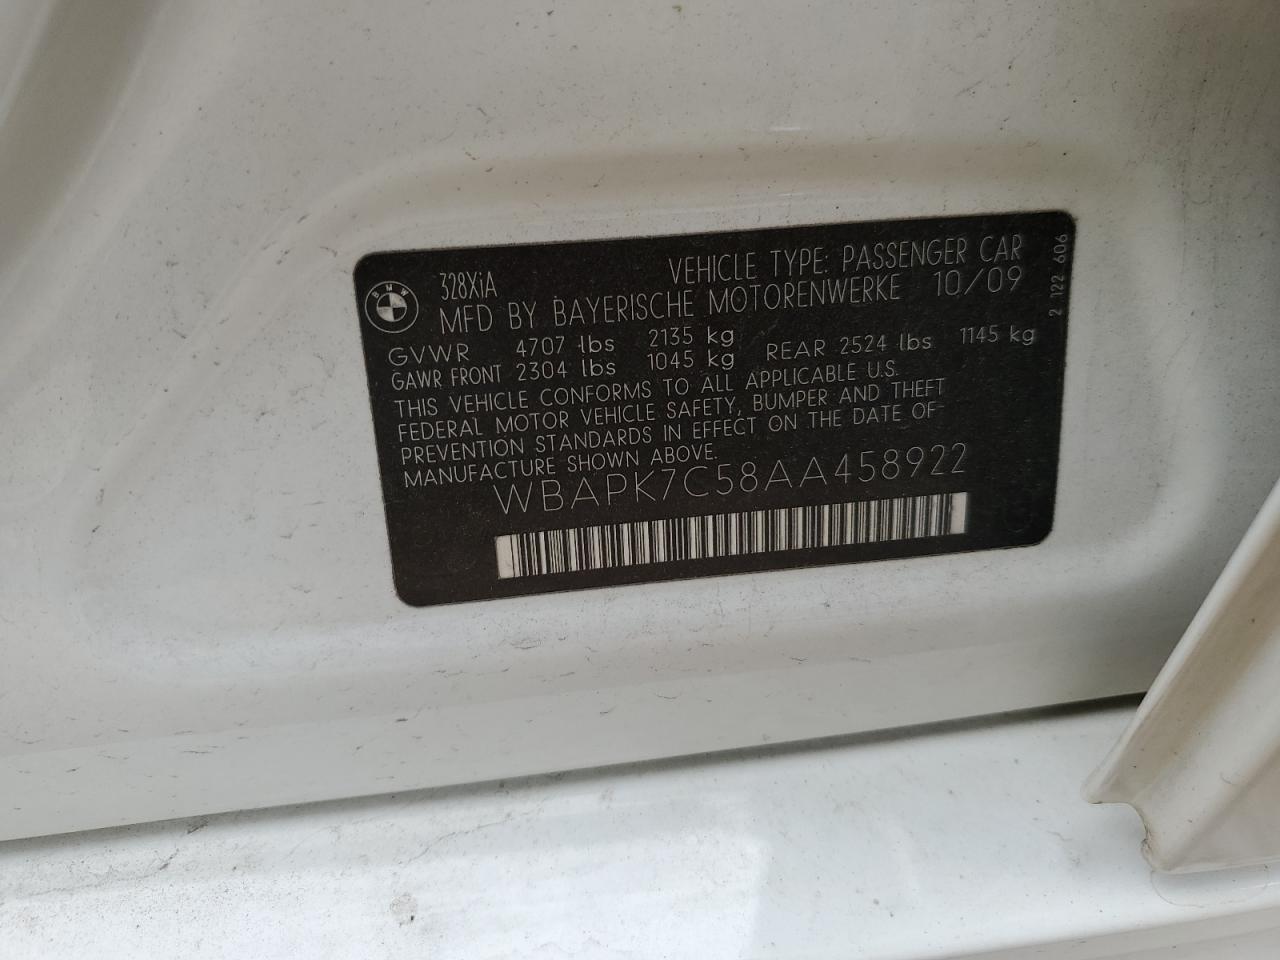 BMW
328XiA
VEHICLE TYPE: PASSENGER CAR
MFD BY BAYERISCHE MOTORENWERKE 10/09
GVWR 4707 lbs 2135 kg
GAWR FRONT 2304 lbs 1045 kg REAR 2524 lbs 1145 kg
THIS VEHICLE CONFORMS TO ALL APPLICABLE U.S.
FEDERAL MOTOR VEHICLE SAFETY, BUMPER AND THEFT
PREVENTION STANDARDS IN EFFECT ON THE DATE OF
MANUFACTURE SHOWN ABOVE.
WBAPK7C58AA458922
2 122 606